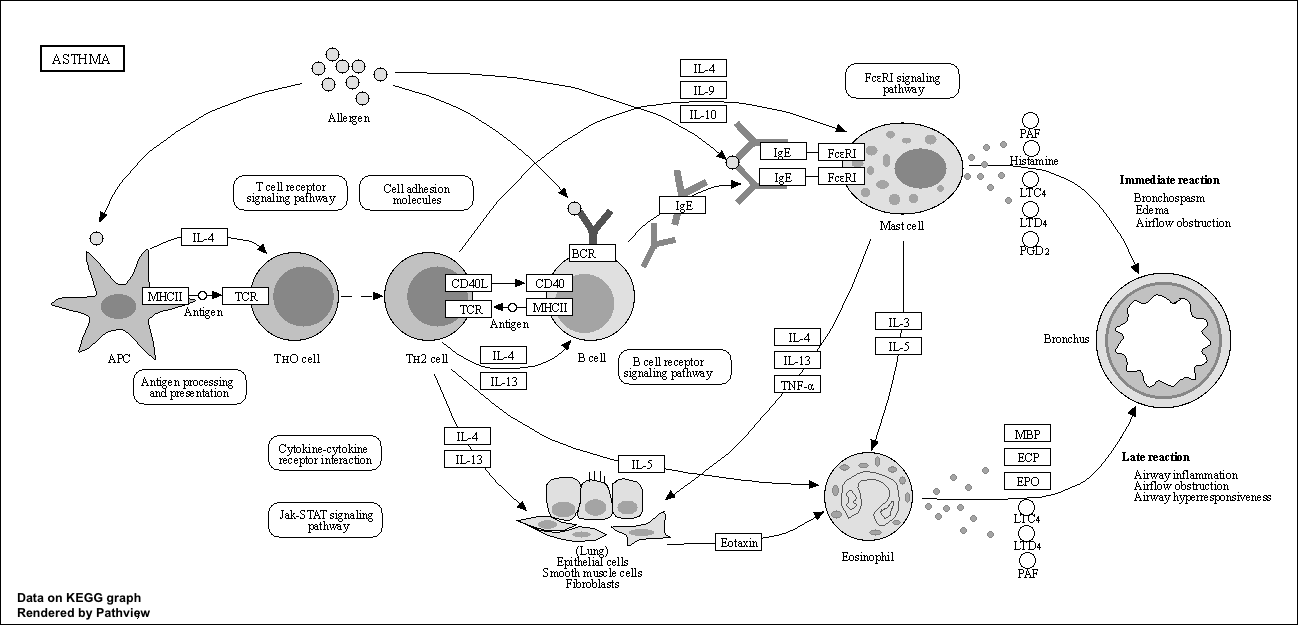 ASTHMA
Allergen
IL-4
IL-9
IL-10
FcεRI signaling
pathway
T cell receptor
signaling pathway
Cell adhesion
molecules
IgE
FcεRI
IgE
FcεRI
IgE
Mast cell
PAF
Histamine
LTC4
LTD4
PGD2
Immediate reaction
Bronchospasm
Edema
Airflow obstruction
IL-4
BCR
MHCII
Antigen
TCR
CD40L
CD40
TCR
Antigen
MHCII
APC
TH0 cell
TH2 cell
B cell
IL-4
IL-13
Antigen processing
and presentation
B cell receptor
signaling pathway
IL-4
IL-13
TNF-α
IL-3
IL-5
Bronchus
Cytokine-cytokine
receptor interaction
IL-4
IL-13
IL-5
Jak-STAT signaling
pathway
MBP
ECP
EPO
LTC4
LTD4
PAF
Late reaction
Airway inflammation
Airflow obstruction
Airway hyperresponsiveness
Eotaxin
Eosinophil
(Lung)
Epithelial cells
Smooth muscle cells
Fibroblasts
Data on KEGG graph
Rendered by Pathview